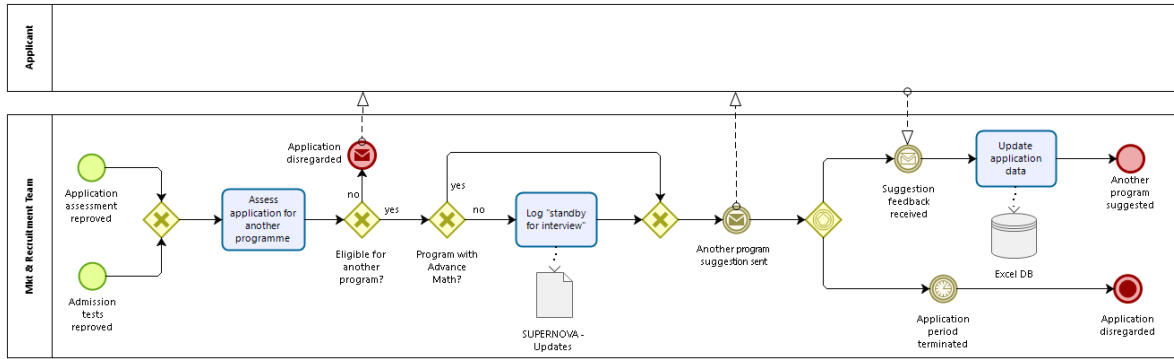 Applicant
Mkt & Recruitment Team
Application
assessment
reproved
Admission
tests
reproved
Assess
application for
another
programme
Application
disregarded
no
yes
Eligible for
another
program?
yes
no
Program with
Advance
Math?
Log "standby
for interview"
SUPERNOVA -
Updates
Another program
suggestion sent
Suggestion
feedback
received
Update
application
data
Excel DB
Another
program
suggested
Application
period
terminated
Application
disregarded